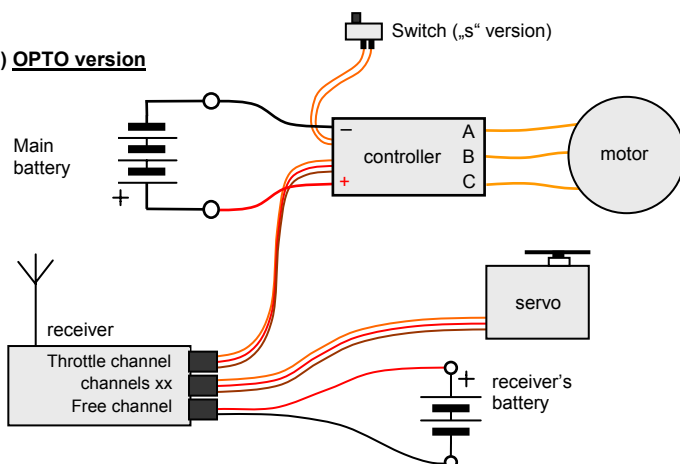 Switch („s“ version)
) OPTO version
Main
battery
+
–
+
controller
A
B
C
motor
servo
receiver
Throttle channel
channels xx
Free channel
+
receiver's
battery